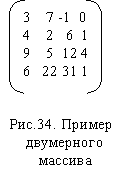 3 7 -1 0
4 2 6 1
9 5 12 4
6 22 31 1
Рис.34. Пример
двумерного
массива